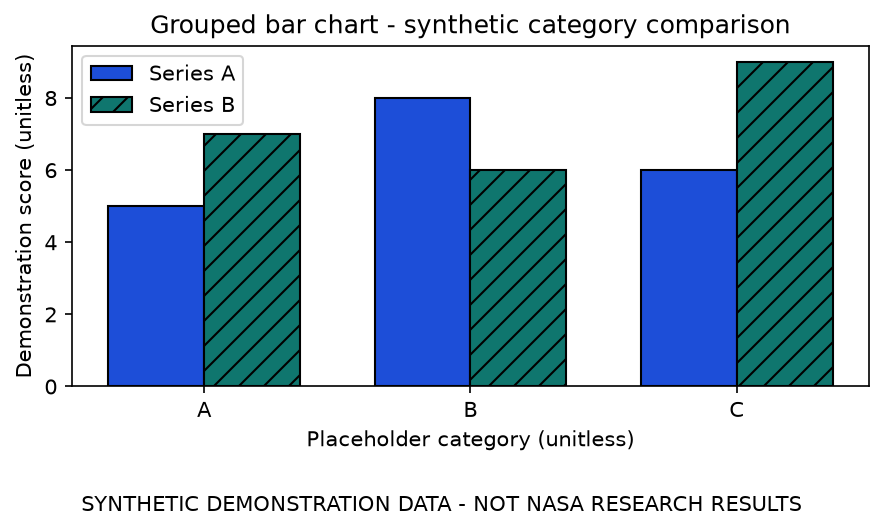 Grouped bar chart - synthetic category comparison
Series A
Series B
Demonstration score (unitless)
8
6
4
2
0
A
B
C
Placeholder category (unitless)
SYNTHETIC DEMONSTRATION DATA - NOT NASA RESEARCH RESULTS